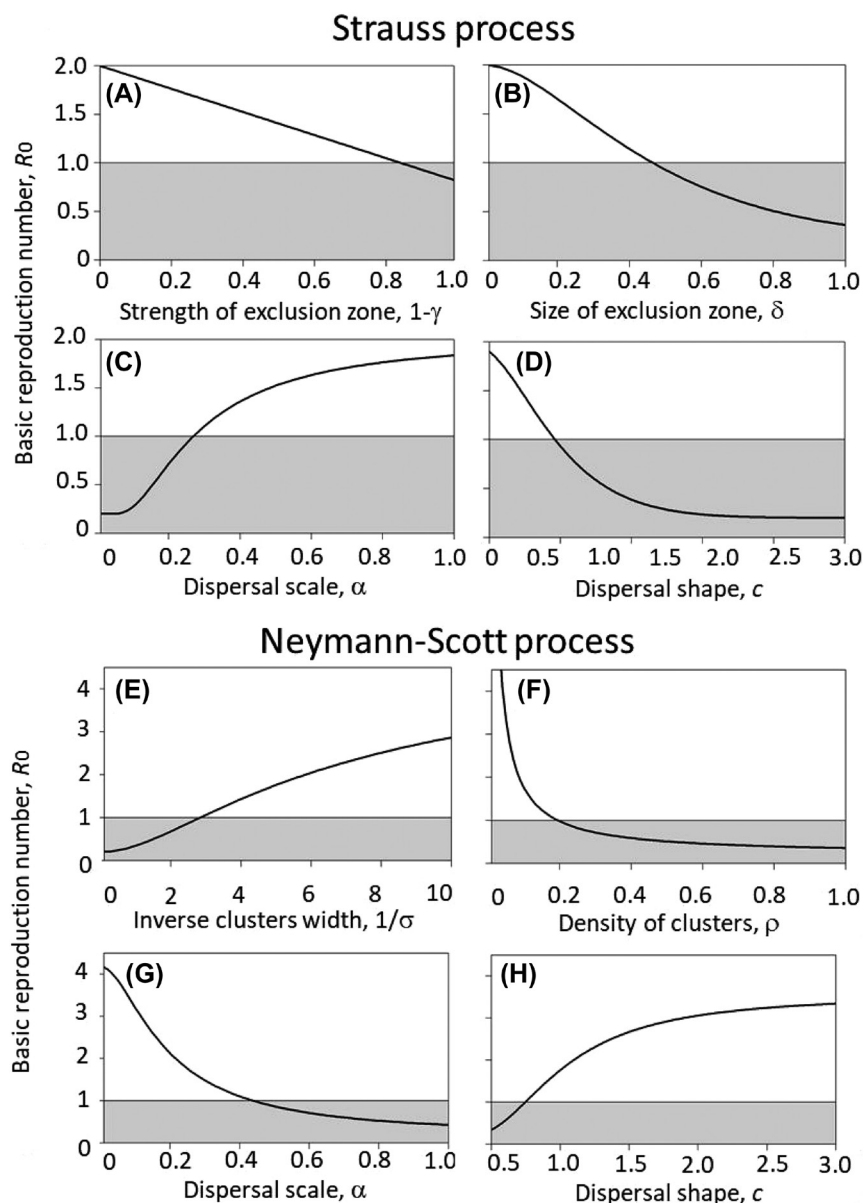 Strauss process
Basic reproduction number, R0
(A)
2.0
1.5
1.0
0.5
0
0 0.2 0.4 0.6 0.8 1.0
Strength of exclusion zone, 1-γ
(B)
0 0.2 0.4 0.6 0.8 1.0
Size of exclusion zone, δ
(C)
2.0
1.5
1.0
0.5
0
0 0.2 0.4 0.6 0.8 1.0
Dispersal scale, α
(D)
0 0.5 1.0 1.5 2.0 2.5 3.0
Dispersal shape, c
Neymann-Scott process
Basic reproduction number, R0
(E)
4
3
2
1
0
0 2 4 6 8 10
Inverse clusters width, 1/σ
(F)
0 0.2 0.4 0.6 0.8 1.0
Density of clusters, ρ
(G)
4
3
2
1
0
0 0.2 0.4 0.6 0.8 1.0
Dispersal scale, α
(H)
0.5 1.0 1.5 2.0 2.5 3.0
Dispersal shape, c